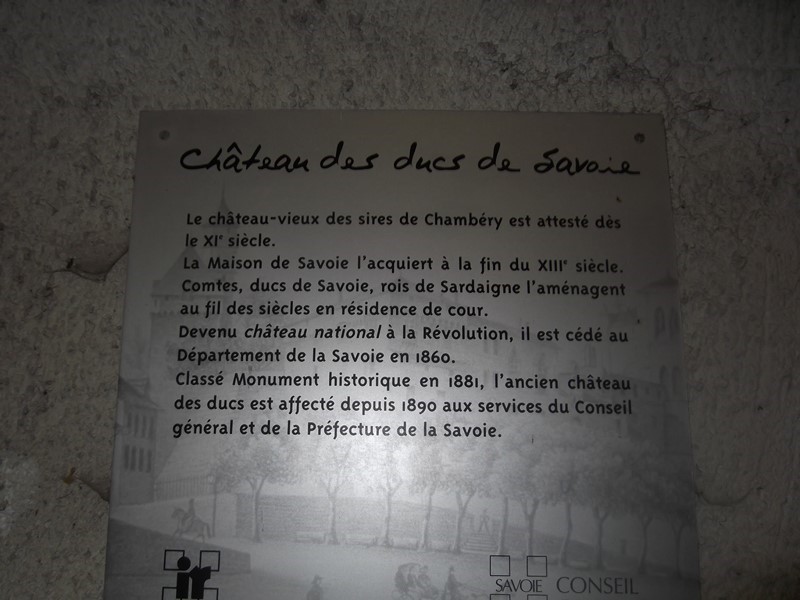 Château des ducs de Savoie
Le château-vieux des sires de Chambéry est attesté dès
le XIe siècle.
La Maison de Savoie l'acquiert à la fin du XIIIe siècle.
Comtes, ducs de Savoie, rois de Sardaigne l'aménagent
au fil des siècles en résidence de cour.
Devenu château national à la Révolution, il est cédé au
Département de la Savoie en 1860.
Classé Monument historique en 1881, l'ancien château
des ducs est affecté depuis 1890 aux services du Conseil
général et de la Préfecture de la Savoie.
SAVOIE CONSEIL